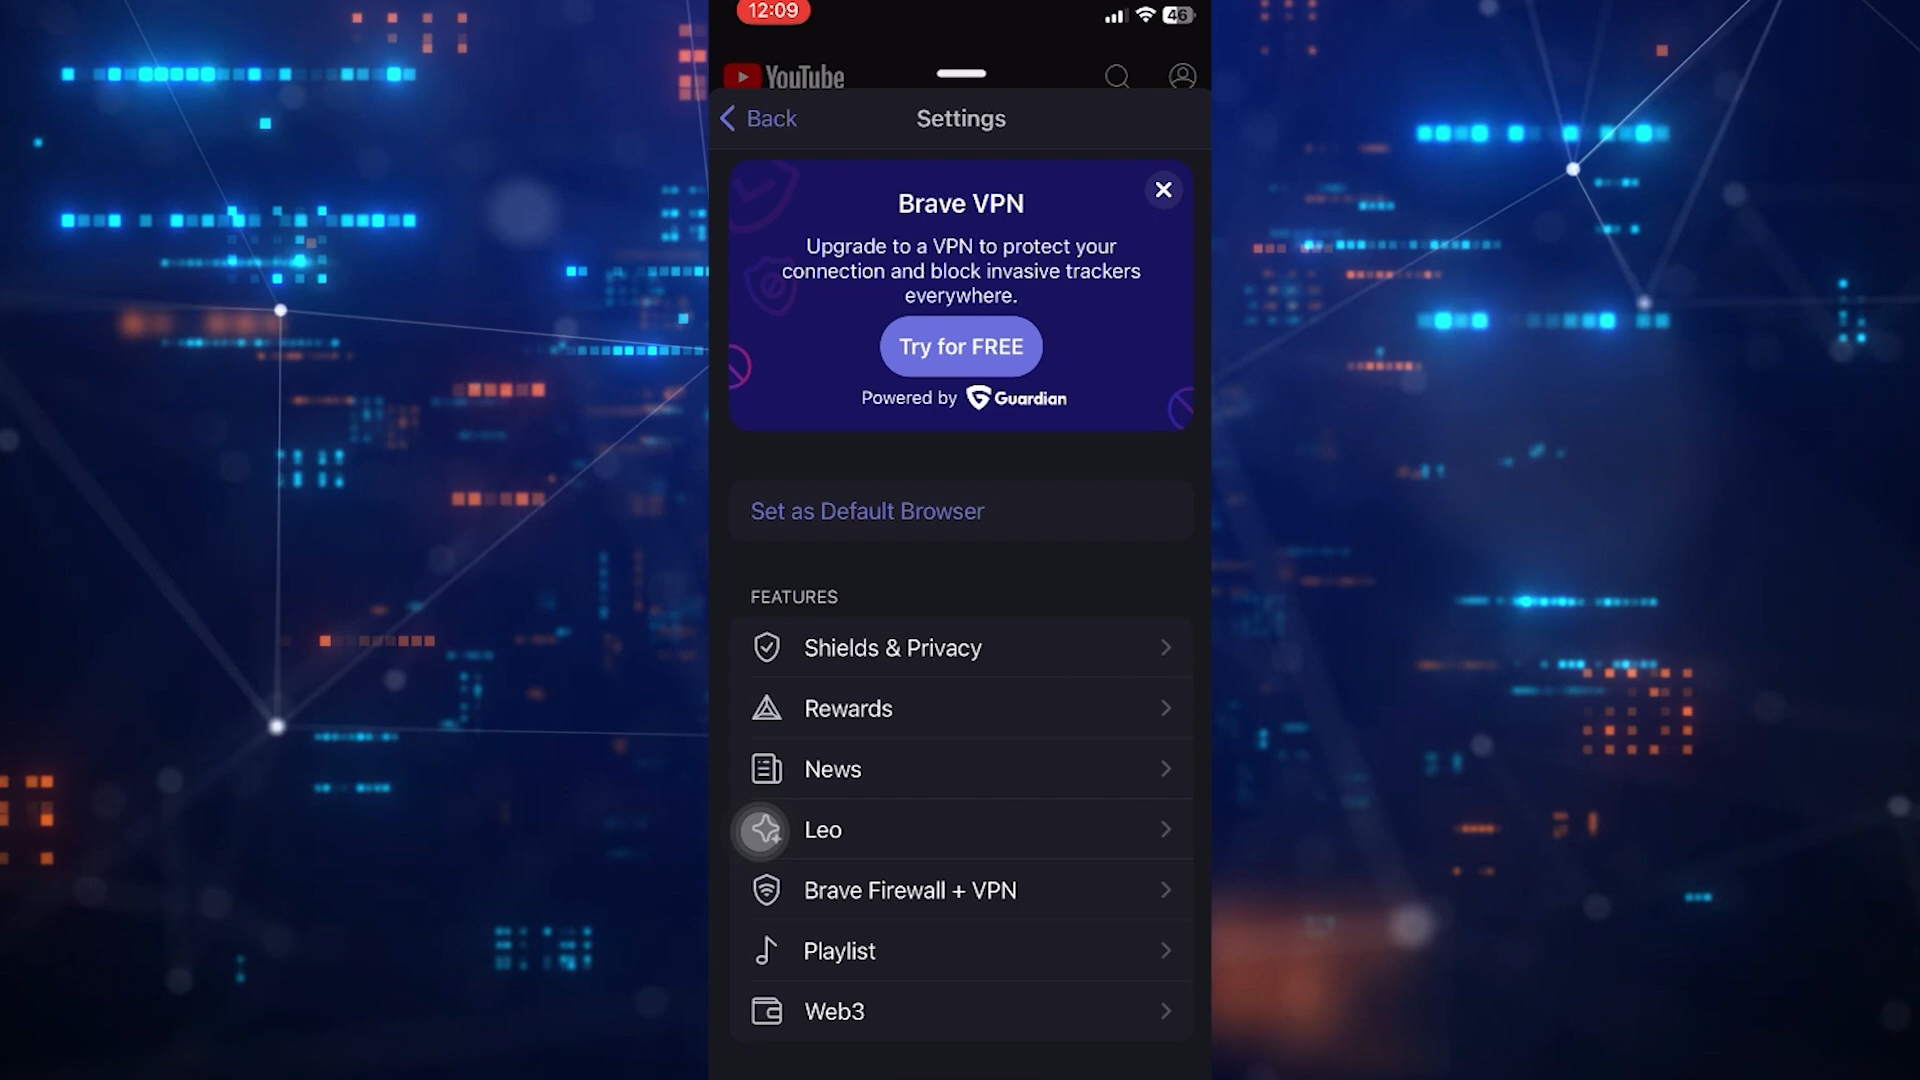 12:09
46
YouTube
Back
Settings
Brave VPN
Upgrade to a VPN to protect your
connection and block invasive trackers
everywhere.
Try for FREE
Powered by Guardian
Set as Default Browser
FEATURES
Shields & Privacy
Rewards
News
Leo
Brave Firewall + VPN
Playlist
Web3